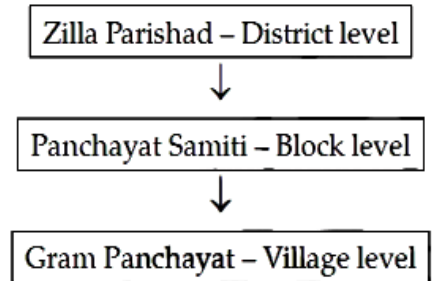 Zilla Parishad – District level
Panchayat Samiti – Block level
Gram Panchayat – Village level